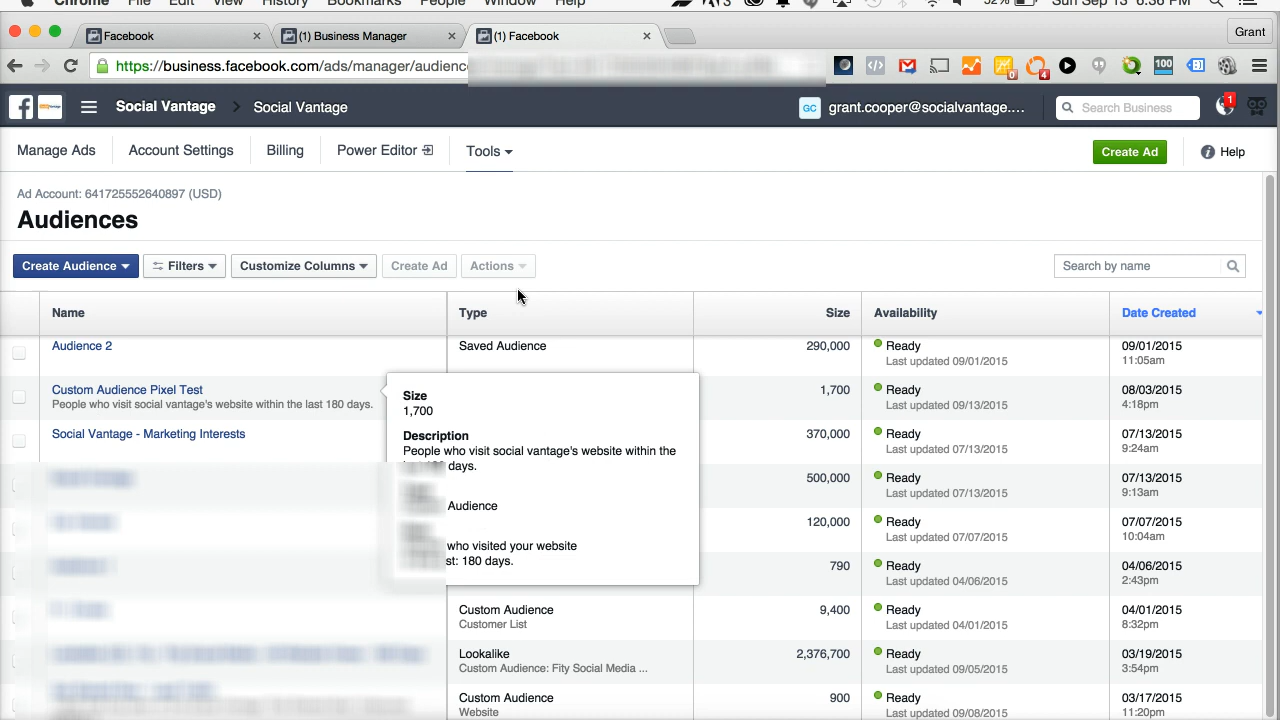 Chrome File Edit View History Bookmarks People Window Help 52% Sun Sep 13 6:36 PM
Facebook (1) Business Manager (1) Facebook Grant
https://business.facebook.com/ads/manager/audienc
0 4 100
Social Vantage > Social Vantage GC grant.cooper@socialvantage.... Search Business 1
Manage Ads Account Settings Billing Power Editor Tools Create Ad Help
Ad Account: 641725552640897 (USD)
Audiences
Create Audience Filters Customize Columns Create Ad Actions Search by name
Name Type Size Availability Date Created
Audience 2 Saved Audience 290,000 Ready 09/01/2015
Last updated 09/01/2015 11:05am
Custom Audience Pixel Test 1,700 Ready 08/03/2015
People who visit social vantage's website within the last 180 days. Last updated 09/13/2015 4:18pm
Size
1,700
Description
People who visit social vantage's website within the
days.
Audience
who visited your website
st: 180 days.
Social Vantage - Marketing Interests 370,000 Ready 07/13/2015
Last updated 07/13/2015 9:24am
500,000 Ready 07/13/2015
Last updated 07/13/2015 9:13am
120,000 Ready 07/07/2015
Last updated 07/07/2015 10:04am
790 Ready 04/06/2015
Last updated 04/06/2015 2:43pm
Custom Audience 9,400 Ready 04/01/2015
Customer List Last updated 04/01/2015 8:32pm
Lookalike 2,376,700 Ready 03/19/2015
Custom Audience: Fity Social Media ... Last updated 09/05/2015 3:54pm
Custom Audience 900 Ready 03/17/2015
Website Last updated 09/08/2015 11:20pm